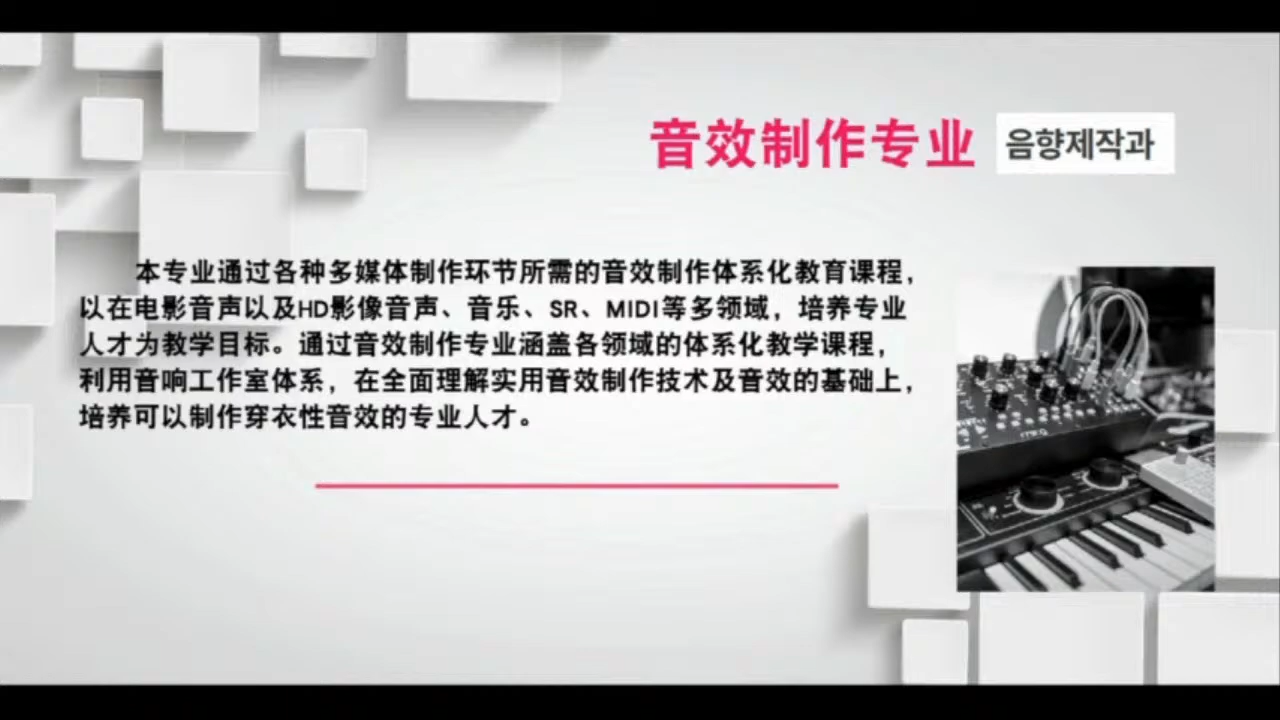 音效制作专业 음향제작과
本专业通过各种多媒体制作环节所需的音效制作体系化教育课程，
以在电影音声以及HD影像音声、音乐、SR、MIDI等多领域，培养专业
人才为教学目标。通过音效制作专业涵盖各领域的体系化教学课程，
利用音响工作室体系，在全面理解实用音效制作技术及音效的基础上，
培养可以制作穿衣性音效的专业人才。
moog